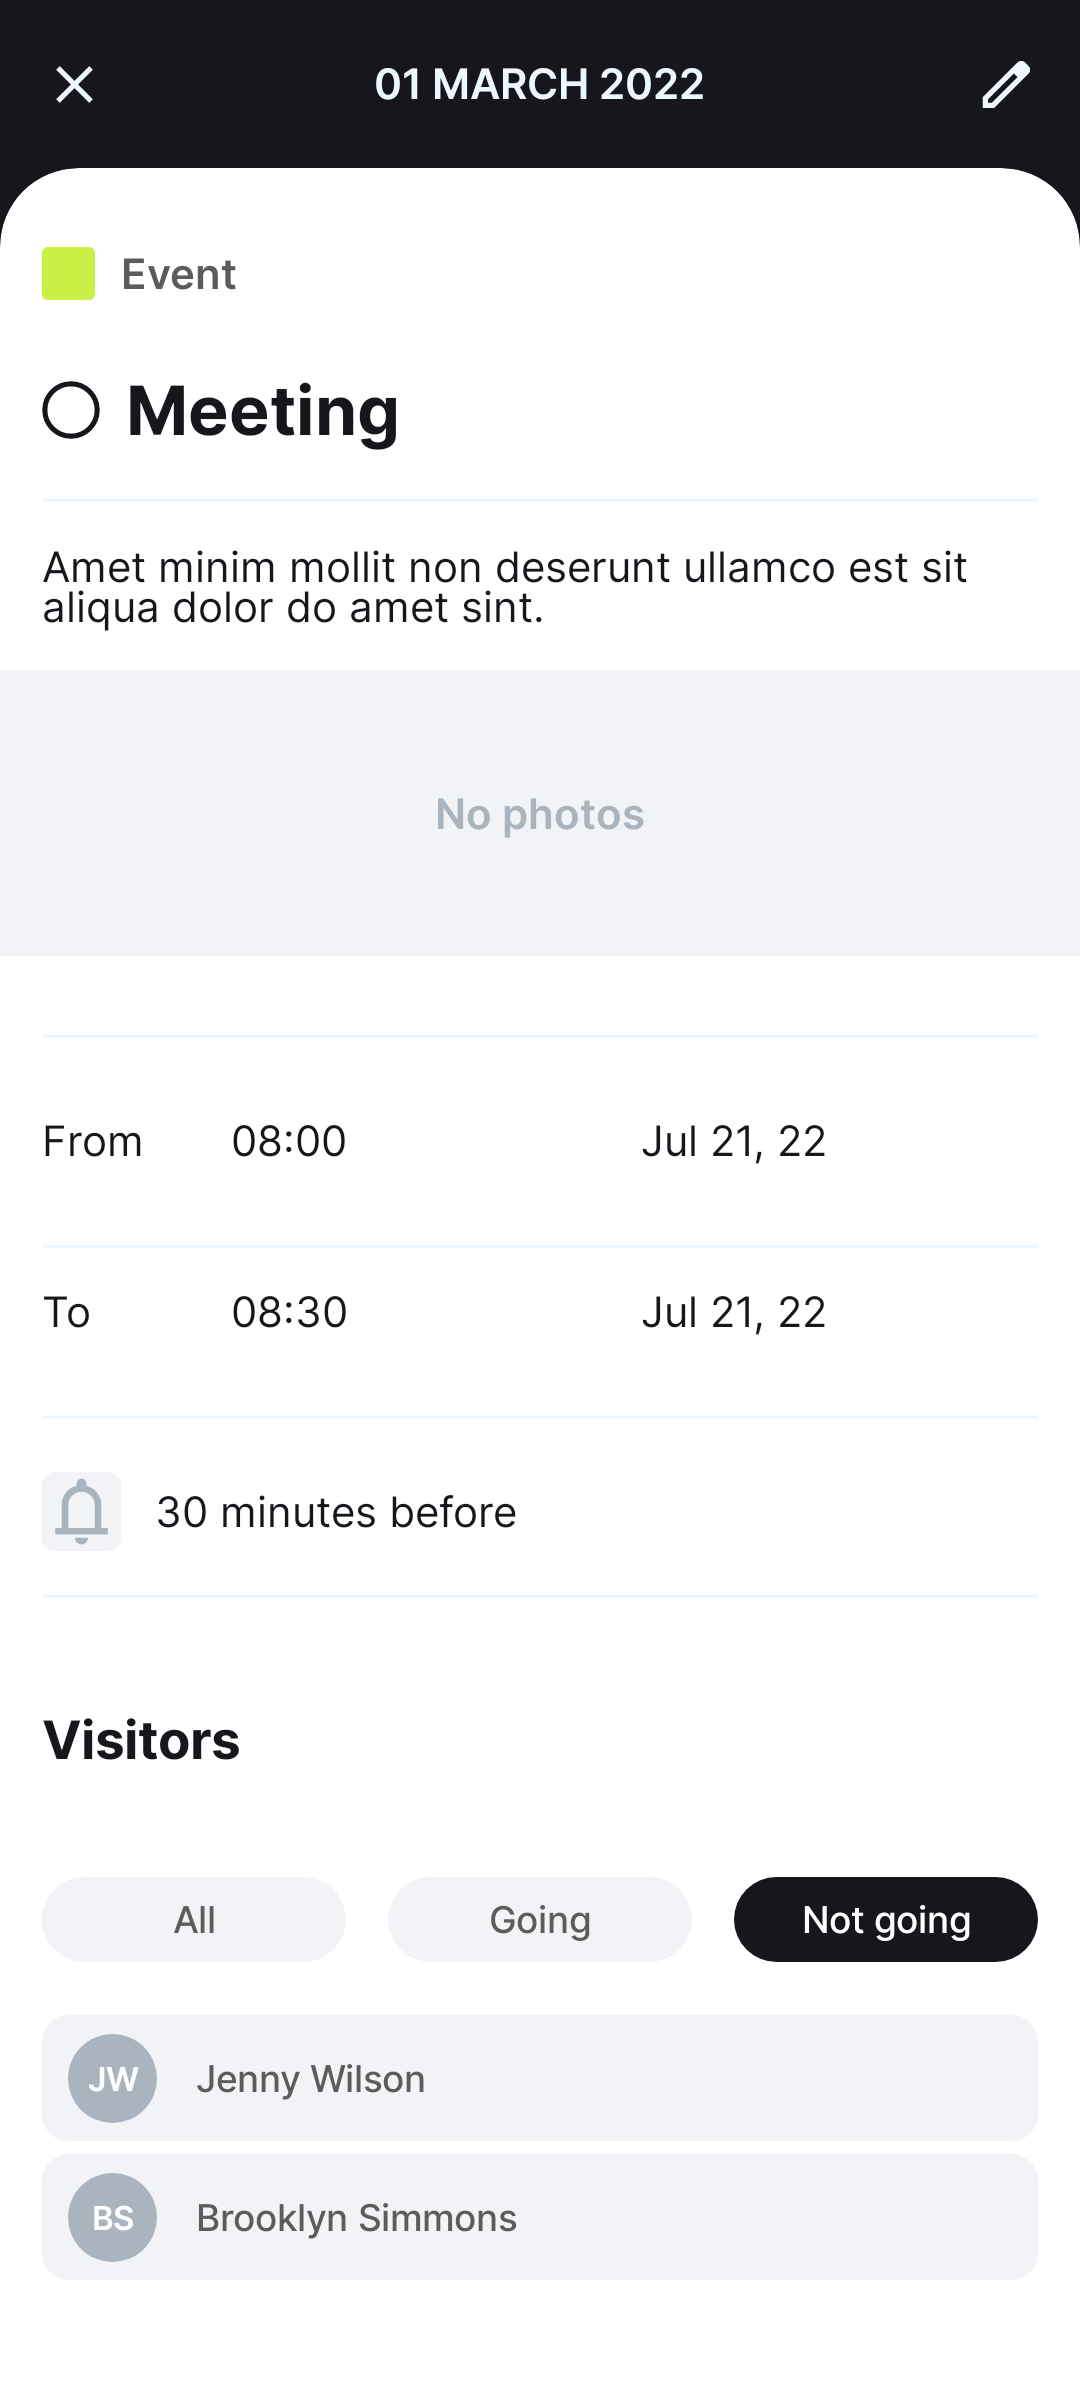 01 MARCH 2022
Event
Meeting
Amet minim mollit non deserunt ullamco est sit
aliqua dolor do amet sint.
No photos
From 08:00 Jul 21, 22
To 08:30 Jul 21, 22
30 minutes before
Visitors
All Going Not going
JW Jenny Wilson
BS Brooklyn Simmons